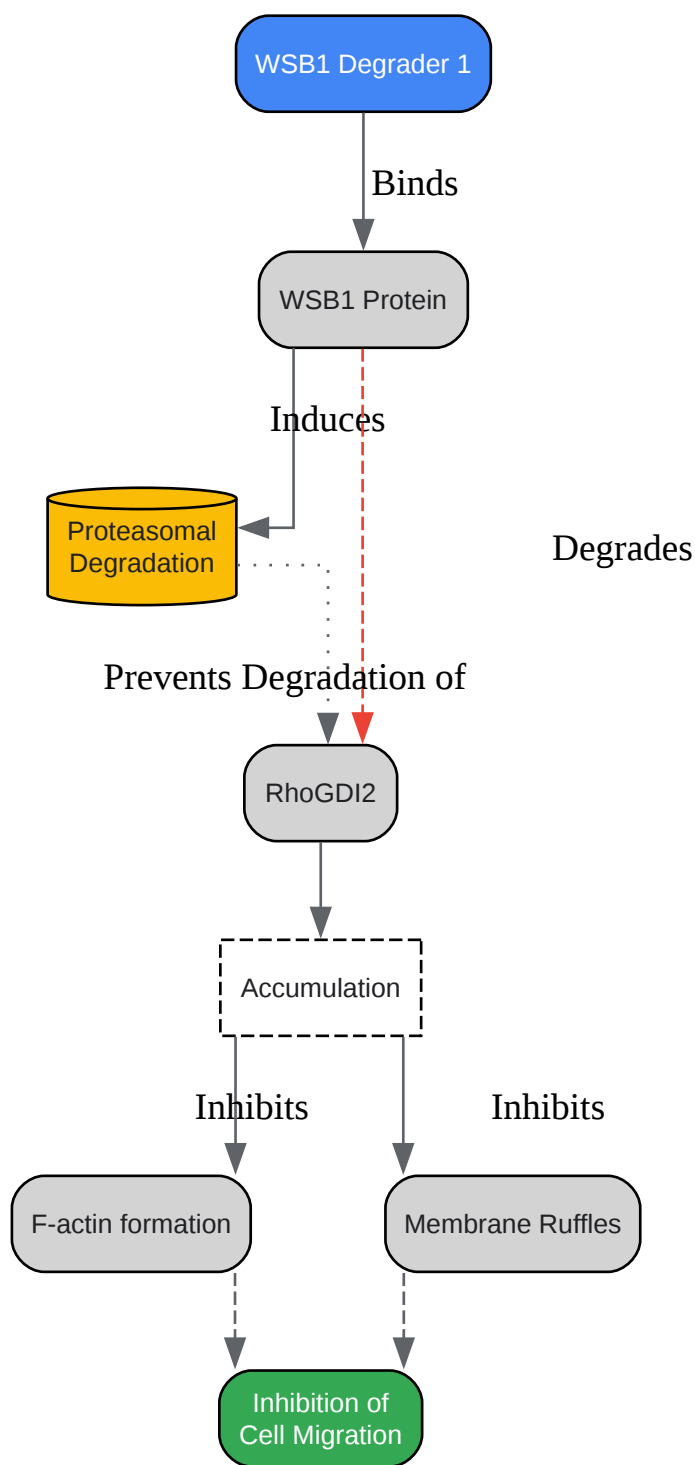 WSB1 Degrader 1
Binds
WSB1 Protein
Induces
Proteasomal
Degradation
Degrades
Prevents Degradation of
RhoGDI2
Accumulation
Inhibits
Inhibits
F-actin formation
Membrane Ruffles
Inhibition of
Cell Migration